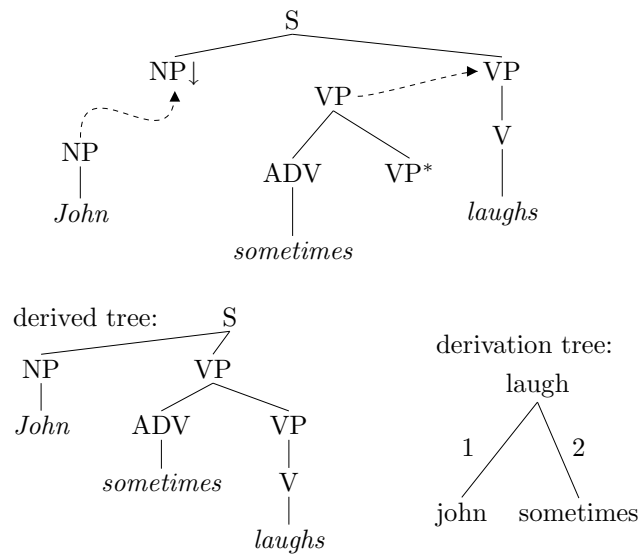 S
NP↓ VP
VP
NP V
ADV VP*
John laughs
sometimes
derived tree: S
NP VP
John ADV VP
sometimes V
laughs
derivation tree:
laugh
1 2
john sometimes